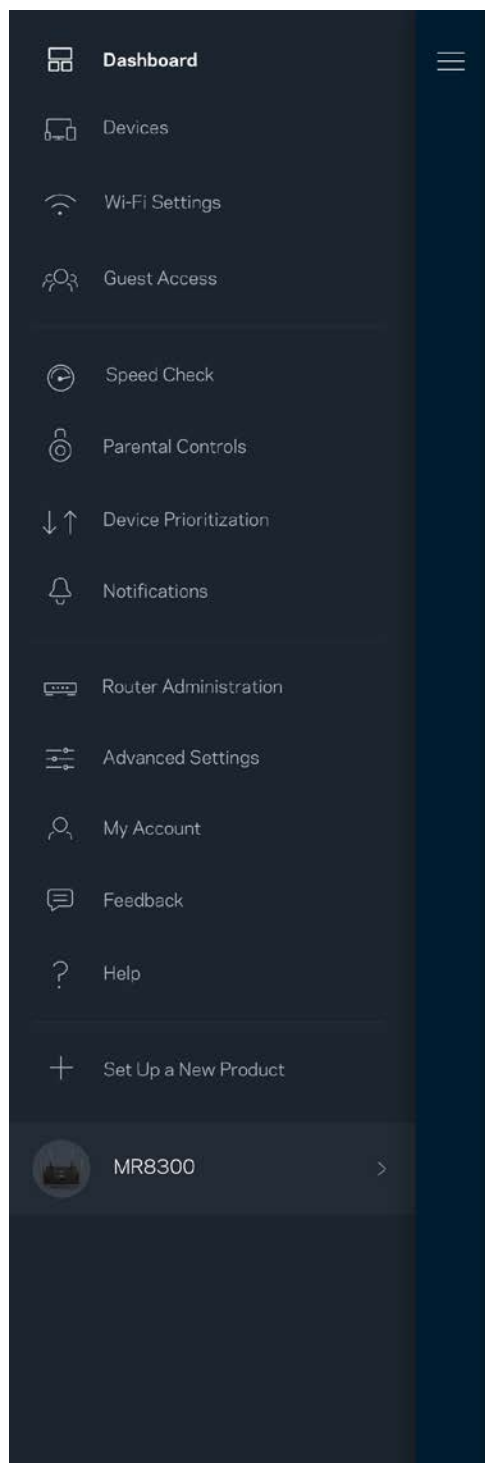 Dashboard
Devices
Wi-Fi Settings
Guest Access
Speed Check
Parental Controls
Device Prioritization
Notifications
Router Administration
Advanced Settings
My Account
Feedback
Help
Set Up a New Product
MR8300